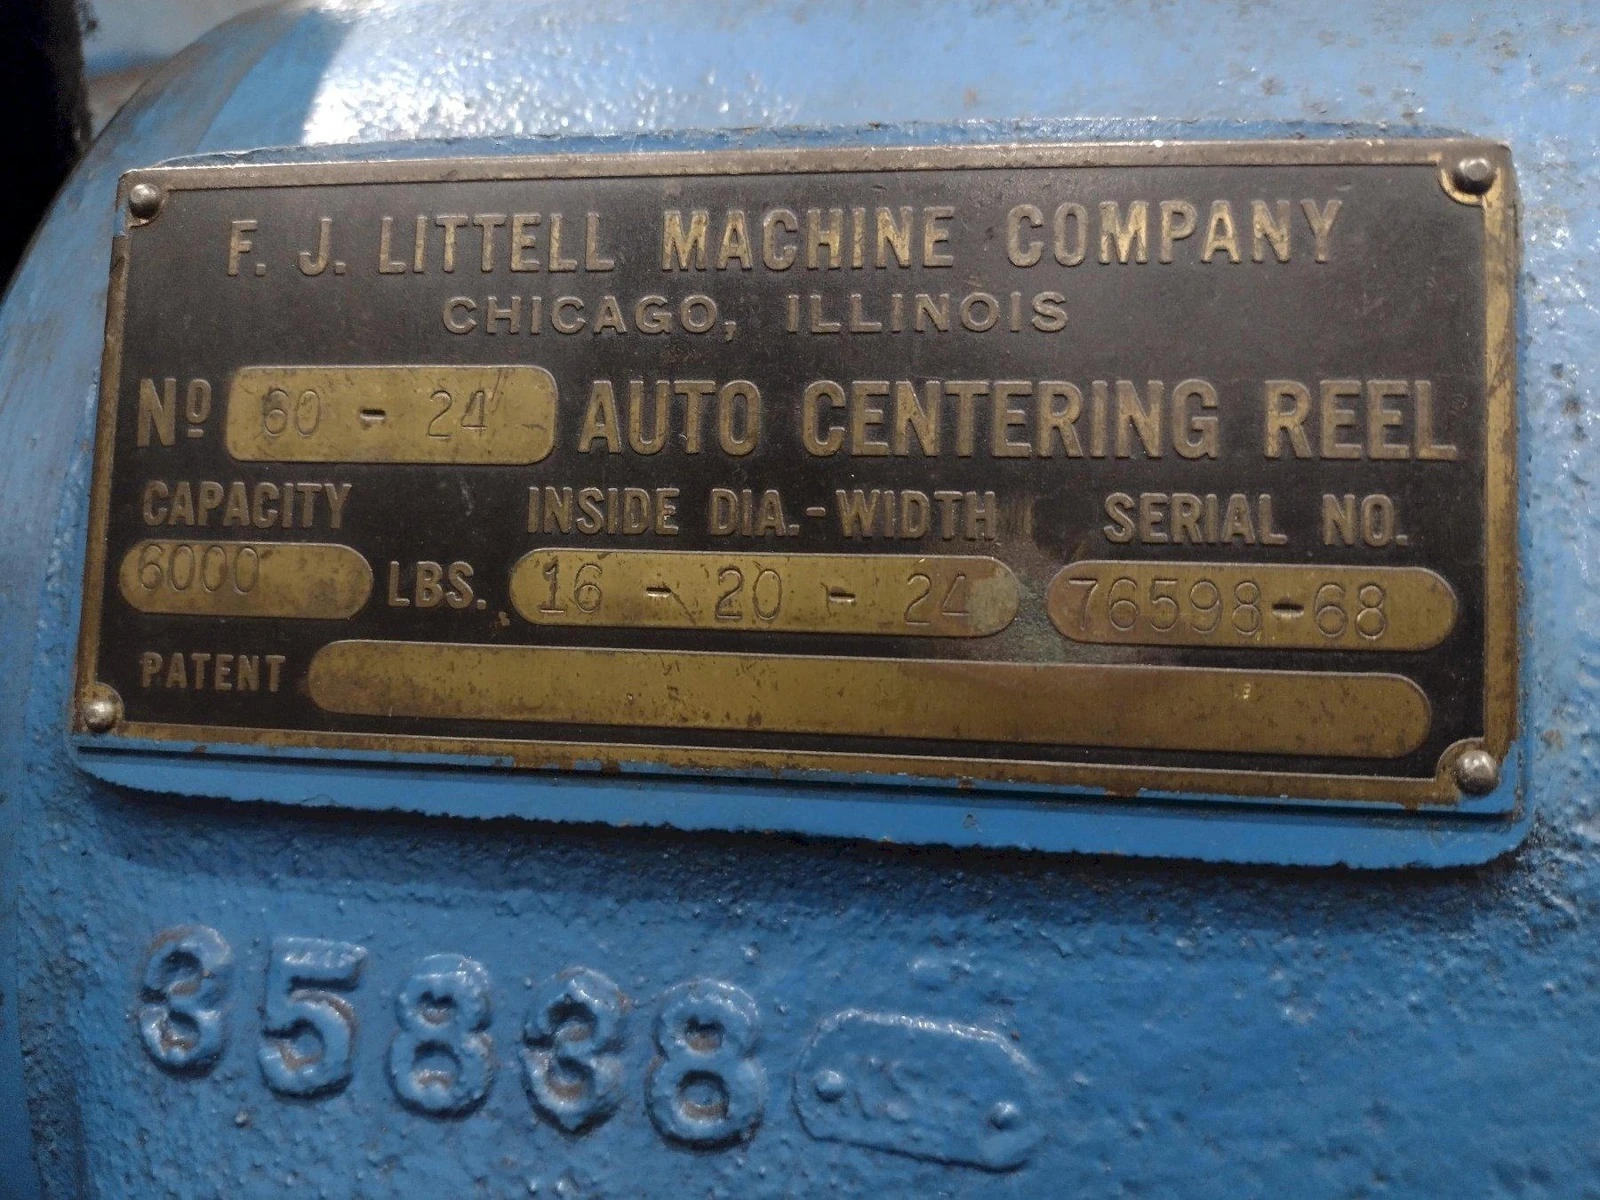 F. J. LITTELL MACHINE COMPANY
CHICAGO, ILLINOIS
Nº 60 - 24" AUTO CENTERING REEL
CAPACITY INSIDE DIA.-WIDTH SERIAL NO.
6000 LBS. 16 - 20 - 24 76598-68
PATENT
35838